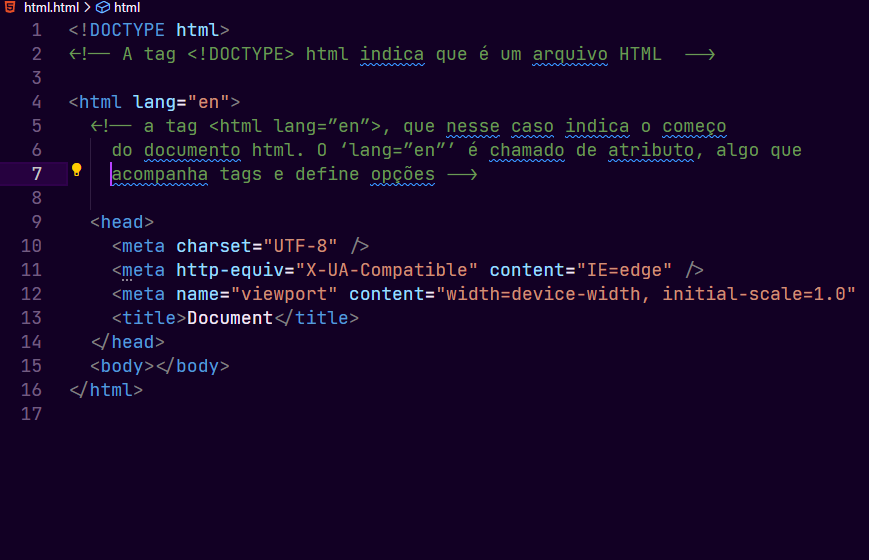 html.html > html
1 <!DOCTYPE html>
2 <!-- A tag <!DOCTYPE> html indica que é um arquivo HTML -->
3
4 <html lang="en">
5 <!-- a tag <html lang=”en”>, que nesse caso indica o começo
6 do documento html. O ‘lang=”en”’ é chamado de atributo, algo que
7 acompanha tags e define opções -->
8
9 <head>
10 <meta charset="UTF-8" />
11 <meta http-equiv="X-UA-Compatible" content="IE=edge" />
12 <meta name="viewport" content="width=device-width, initial-scale=1.0"
13 <title>Document</title>
14 </head>
15 <body></body>
16 </html>
17